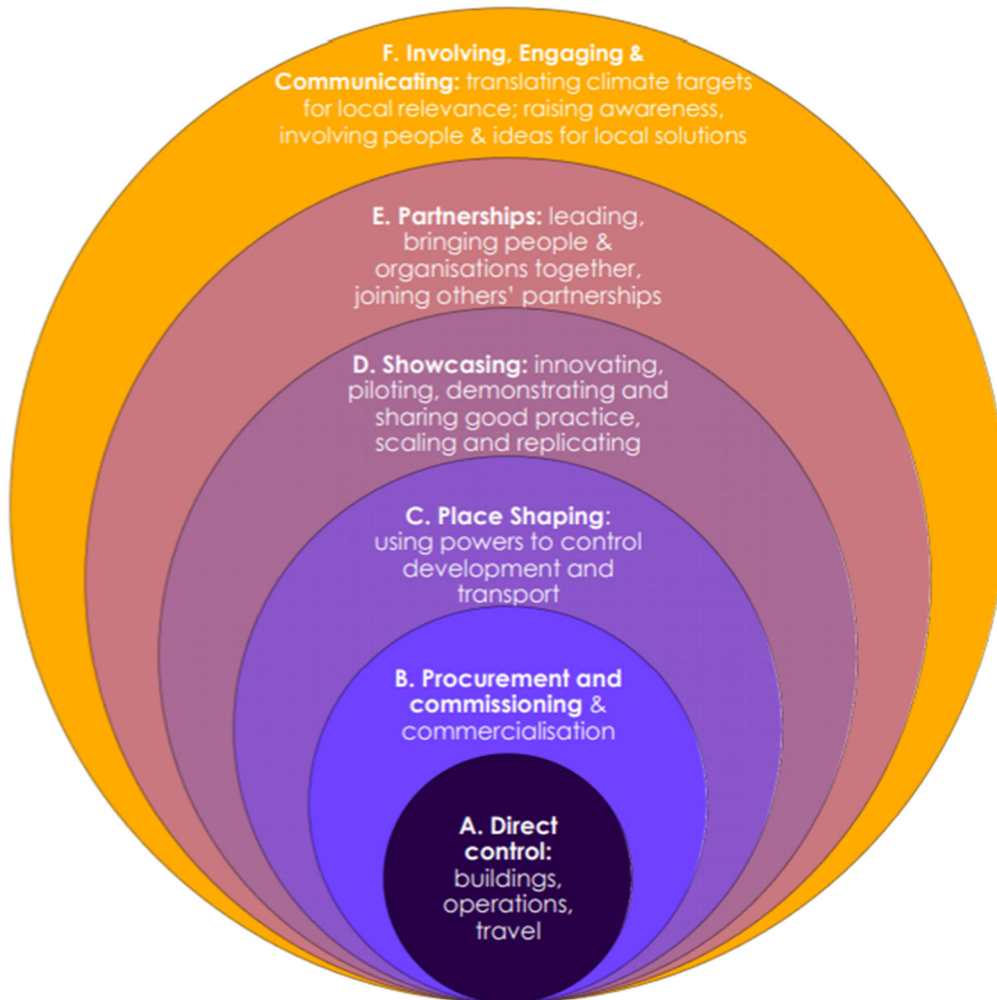 F. Involving, Engaging &
Communicating: translating climate targets
for local relevance; raising awareness,
involving people & ideas for local solutions
E. Partnerships: leading,
bringing people &
organisations together,
joining others’ partnerships
D. Showcasing: innovating,
piloting, demonstrating and
sharing good practice,
scaling and replicating
C. Place Shaping:
using powers to control
development and
transport
B. Procurement and
commissioning &
commercialisation
A. Direct
control:
buildings,
operations,
travel